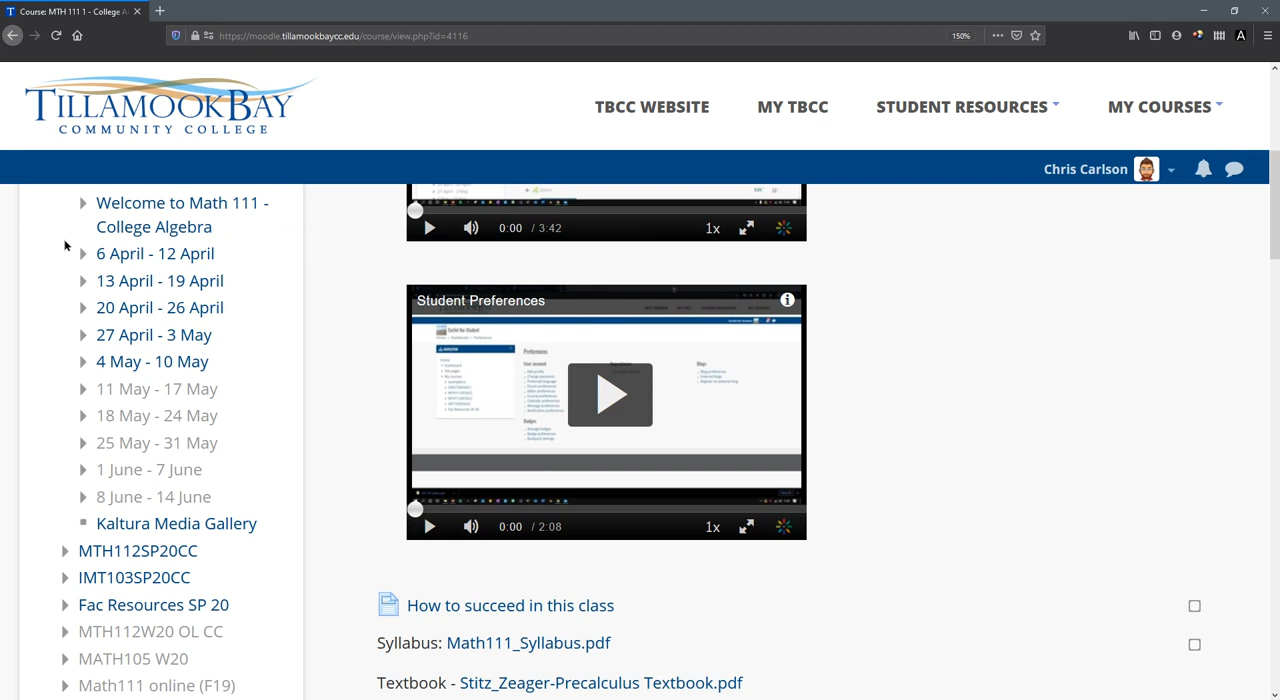 Course: MTH 111 1 - College Al
https://moodle.tillamookbaycc.edu/course/view.php?id=4116
150%
TILLAMOOK BAY
COMMUNITY COLLEGE
TBCC WEBSITE
MY TBCC
STUDENT RESOURCES
MY COURSES
Chris Carlson
Welcome to Math 111 -
College Algebra
6 April - 12 April
13 April - 19 April
20 April - 26 April
27 April - 3 May
4 May - 10 May
11 May - 17 May
18 May - 24 May
25 May - 31 May
1 June - 7 June
8 June - 14 June
Kaltura Media Gallery
MTH112SP20CC
IMT103SP20CC
Fac Resources SP 20
MTH112W20 OL CC
MATH105 W20
Math111 online (F19)
0:00 / 3:42
1x
Student Preferences
Preferences
0:00 / 2:08
1x
How to succeed in this class
Syllabus: Math111_Syllabus.pdf
Textbook - Stitz_Zeager-Precalculus Textbook.pdf